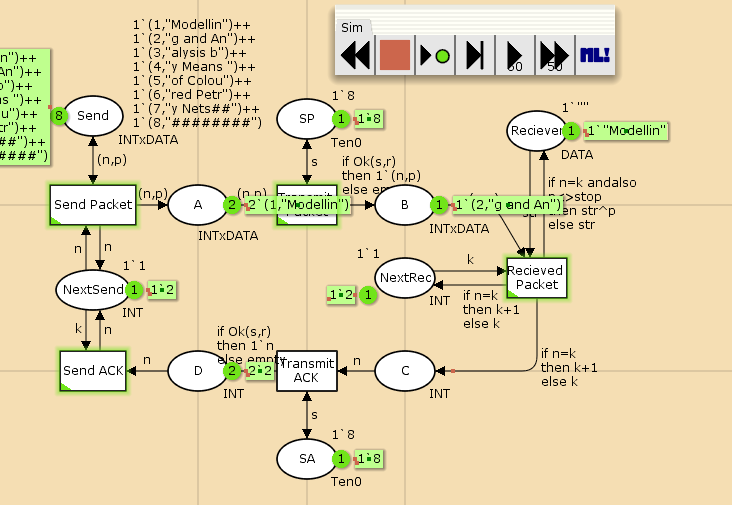 Sim
60
50
ML!
n")++
An")++
")++
s ")++
u")++
tr")++
##")++
####")
8
Send
INTxDATA
1`(1,"Modellin")++
1`(2,"g and An")++
1`(3,"alysis b")++
1`(4,"y Means ")++
1`(5,"of Colou")++
1`(6,"red Petr")++
1`(7,"y Nets##")++
1`(8,"########")
(n,p)
SP
1`8
1
1`8
Ten0
s
Reciever
1`""
1
1`"Modellin"
DATA
Send Packet
(n,p)
A
2
2`(1,"Modellin")
INTxDATA
(n,p)
Transmit
Packet
if Ok(s,r)
then 1`(n,p)
else em
B
1
1`(2,"g and An")
INTxDATA
if n=k andalso
p<>stop
then str^p
else str
n
n
NextSend
1`1
1
1`2
INT
k
n
1`1
NextRec
1`2
1
INT
k
if n=k
then k+1
else k
Recieved
Packet
if n=k
then k+1
else k
Send ACK
n
D
2
2`2
INT
if Ok(s,r)
then 1`n
else empty
Transmit
ACK
n
C
INT
s
SA
1`8
1
1`8
Ten0